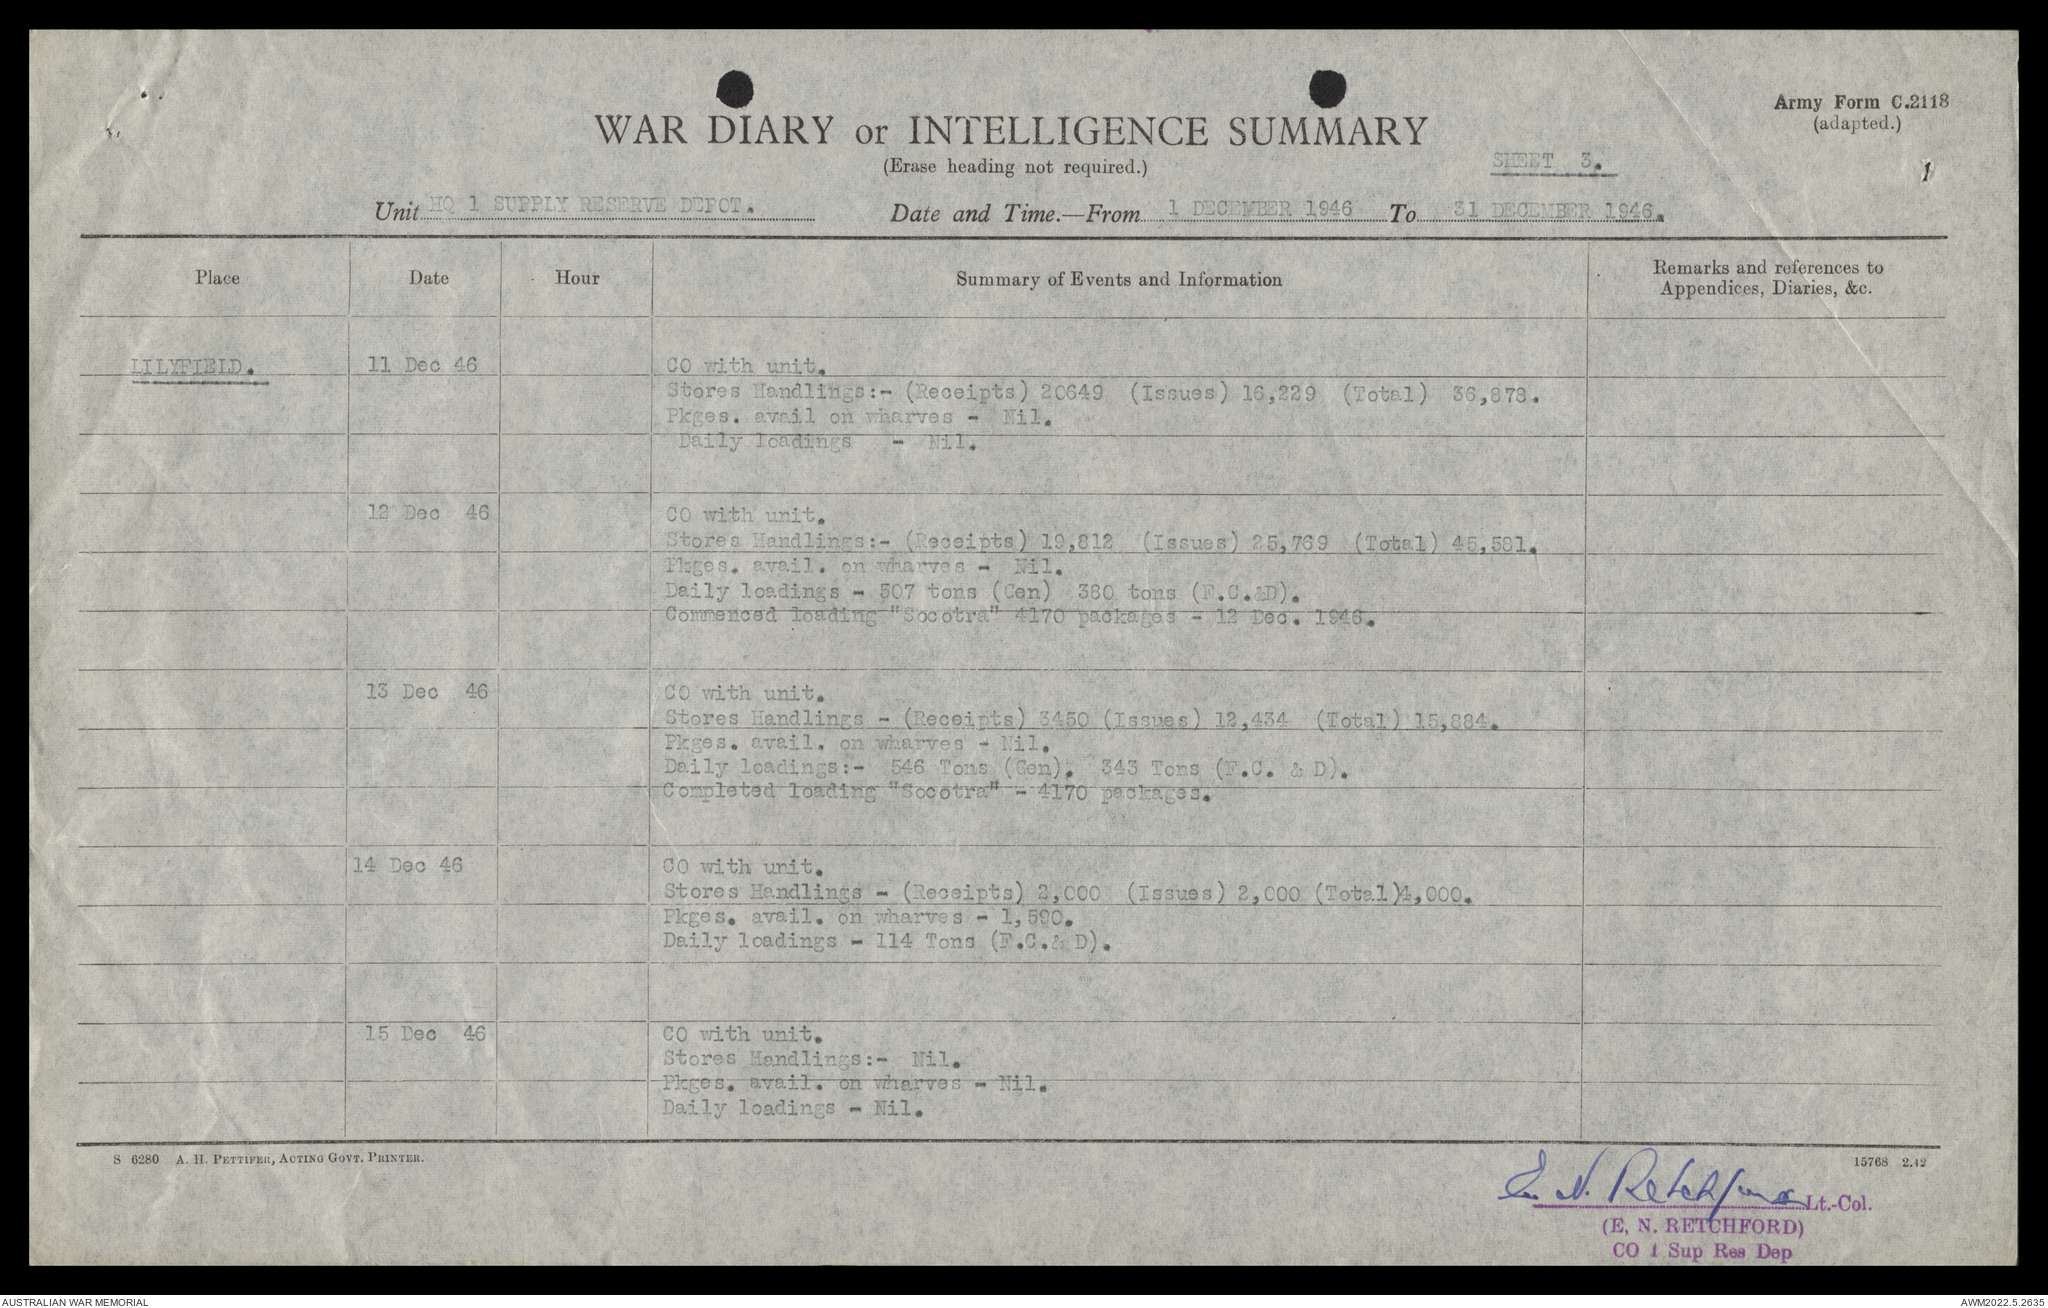 Army Form C.2118
(adapted.)
WAR DIARY or INTELLIGENCE SUMMARY
(Erase heading not required.)
SHEET 3.
1
Unit HQ 1 SUPPLY RESERVE DEPOT.
Date and Time.—From 1 DECEMBER 1946 To 31 DECEMBER 1946.
Place Date Hour Summary of Events and Information Remarks and references to
Appendices, Diaries, &c.
LILYFIELD. 11 Dec 46 CO with unit.
Stores Handlings:- (Receipts) 20649 (Issues) 16,229 (Total) 36,878.
Pkges. avail on wharves - Nil.
Daily loadings - Nil.
12 Dec 46 CO with unit.
Stores Handlings:- (Receipts) 19,812 (Issues) 25,769 (Total) 45,581.
Pkges. avail. on wharves - Nil.
Daily loadings - 507 tons (Gen) 380 tons (F.C.&D).
Commenced loading "Socotra" 4170 packages - 12 Dec. 1946.
13 Dec 46 CO with unit.
Stores Handlings - (Receipts) 3450 (Issues) 12,434 (Total) 15,884.
Pkges. avail. on wharves - Nil.
Daily loadings:- 546 Tons (Gen). 343 Tons (F.C. & D).
Completed loading "Socotra" - 4170 packages.
14 Dec 46 CO with unit.
Stores Handlings - (Receipts) 2,000 (Issues) 2,000 (Total)4,000.
Pkges. avail. on wharves - 1,590.
Daily loadings - 114 Tons (F.C.& D).
15 Dec 46 CO with unit.
Stores Handlings:- Nil.
Pkges. avail. on wharves - Nil.
Daily loadings - Nil.
S 6280 A. H. PETTIFER, ACTING GOVT. PRINTER.
15768 2.42
E. N. Retchford Lt.-Col.
(E. N. RETCHFORD)
CO 1 Sup Res Dep
AUSTRALIAN WAR MEMORIAL
AWM2022.5.2635